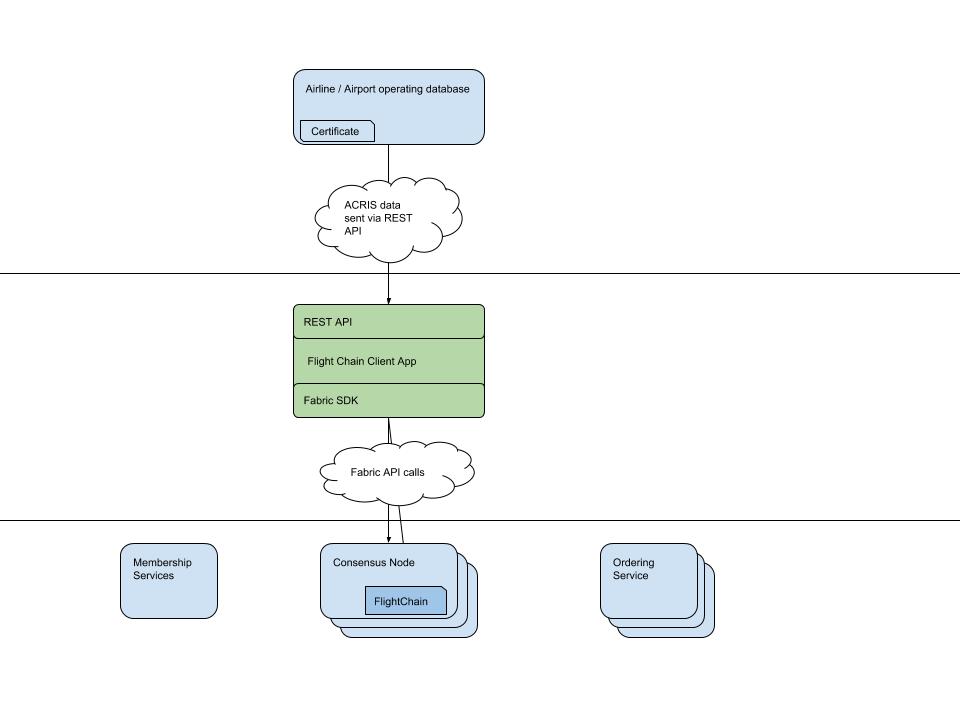 Airline / Airport operating database
Certificate
ACRIS data
sent via REST
API
REST API
Flight Chain Client App
Fabric SDK
Fabric API calls
Membership
Services
Consensus Node
FlightChain
Ordering
Service